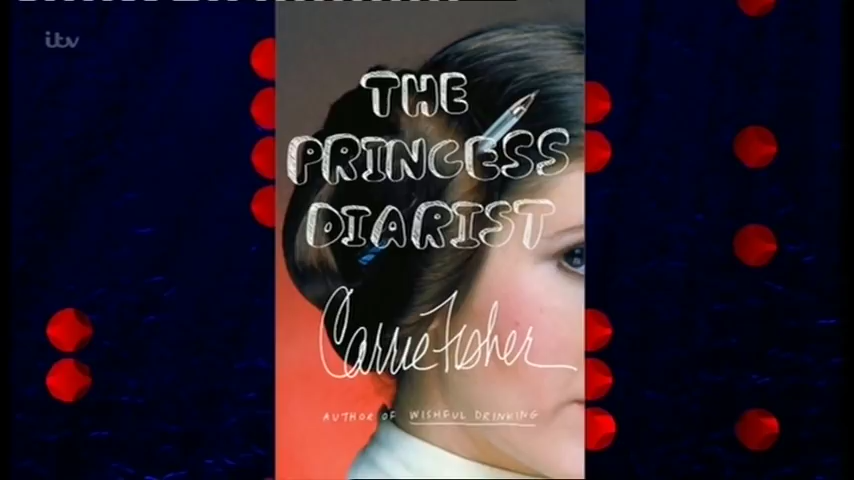 itv
THE
PRINCESS
DIARIST
Carrie Fisher
AUTHOR OF WISHFUL DRINKING